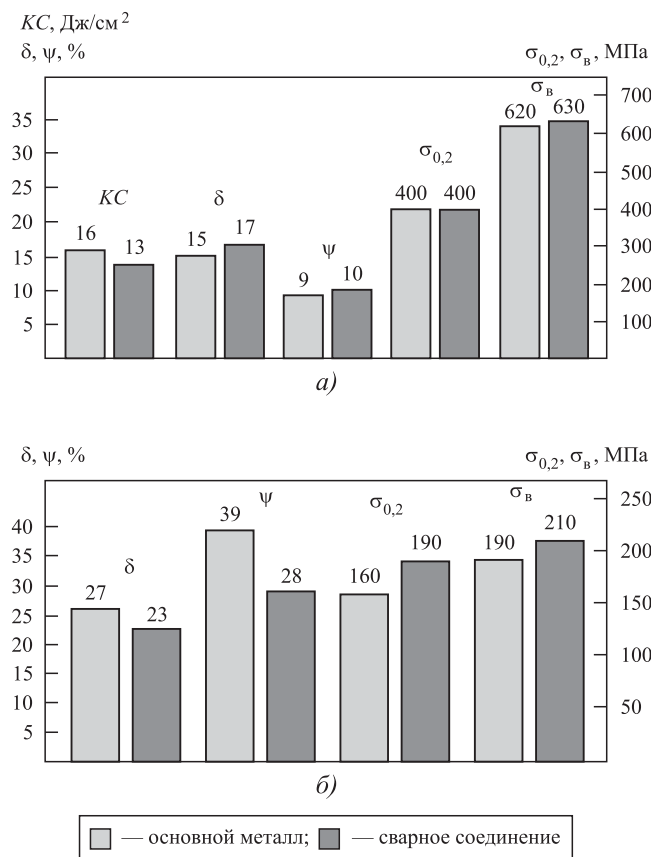 KC, Дж/см²
δ, ψ, %
σ0,2, σв, МПа
σв
620 630
35 700
30 600
σ0,2
25 500
KC δ 400 400
20 400
16 13 15 17
ψ
15 300
9 10
10 200
5 100
а)
δ, ψ, %
σ0,2, σв, МПа
ψ σ0,2 σв
250
39 190 210
40
δ 190
35 200
27 23 28 160
30
25 150
20
15 100
10
5 50
б)
— основной металл; — сварное соединение